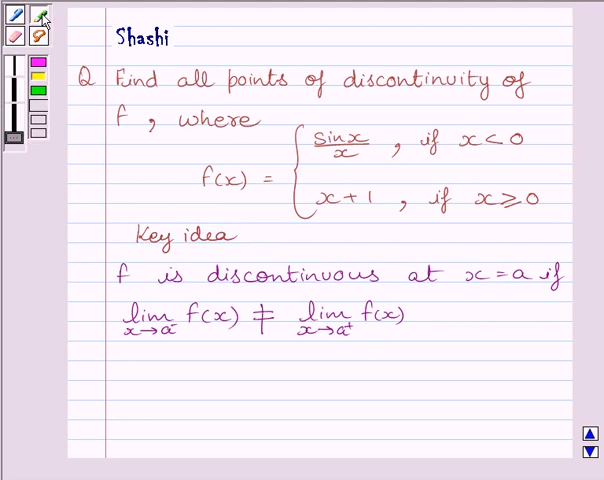 Shashi
Q Find all points of discontinuity of
f , where
f(x) = { sinx/x , if x < 0
x + 1 , if x ≥ 0
Key idea
f is discontinuous at x = a if
lim x→a⁻ f(x) ≠ lim x→a⁺ f(x)